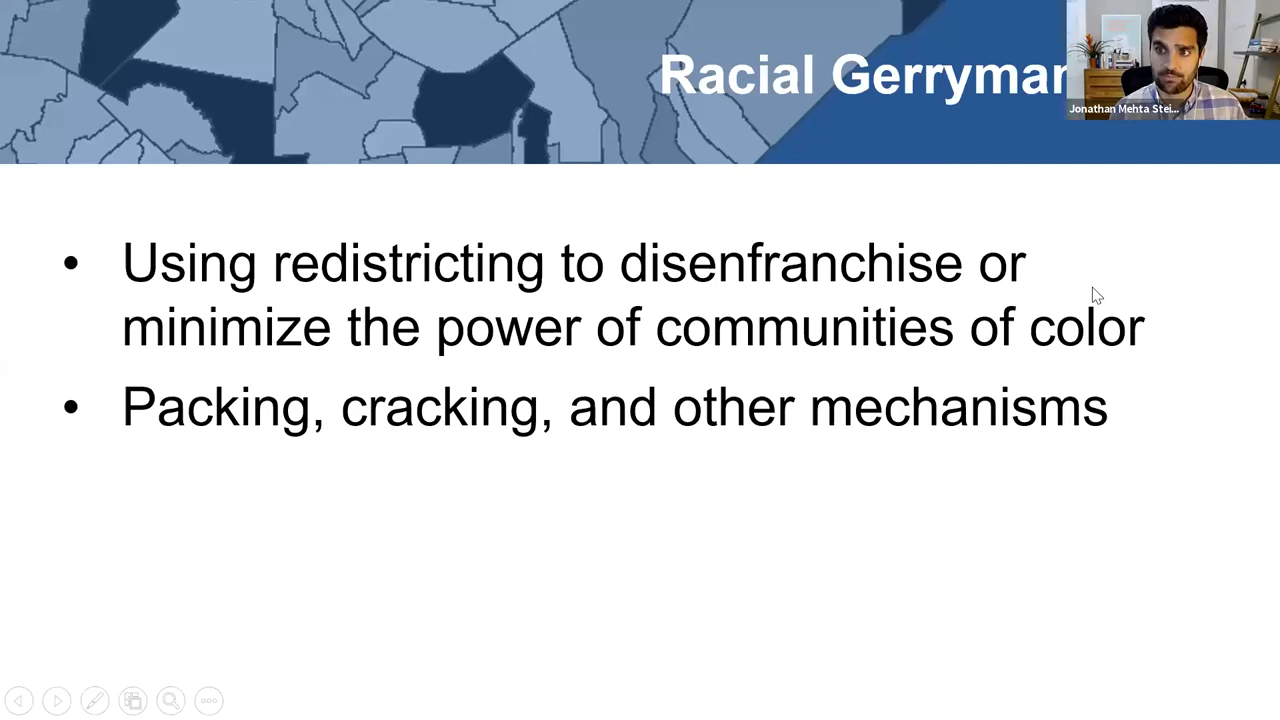 Racial Gerryman
Jonathan Mehta Stei...
• Using redistricting to disenfranchise or
minimize the power of communities of color
• Packing, cracking, and other mechanisms